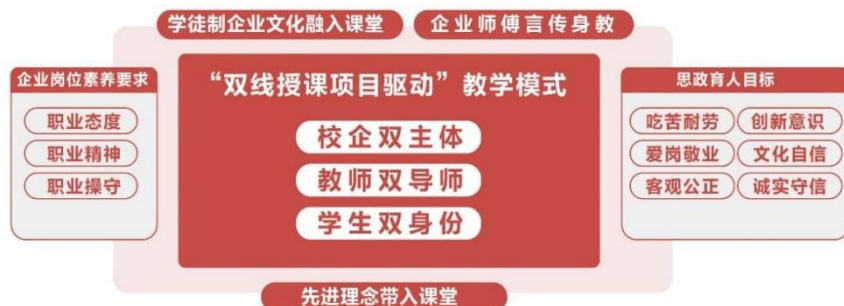 学徒制企业文化融入课堂
企业师傅言传身教
企业岗位素养要求
职业态度
职业精神
职业操守
“双线授课项目驱动”教学模式
校企双主体
教师双导师
学生双身份
思政育人目标
吃苦耐劳 创新意识
爱岗敬业 文化自信
客观公正 诚实守信
先进理念带入课堂